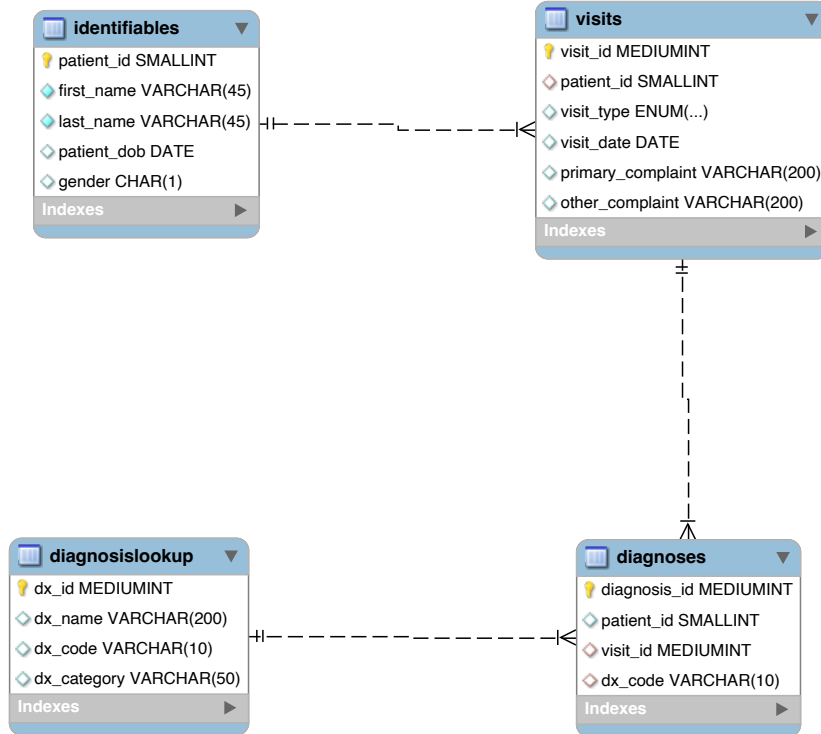 identifiables
patient_id SMALLINT
first_name VARCHAR(45)
last_name VARCHAR(45)
patient_dob DATE
gender CHAR(1)
Indexes
visits
visit_id MEDIUMINT
patient_id SMALLINT
visit_type ENUM(...)
visit_date DATE
primary_complaint VARCHAR(200)
other_complaint VARCHAR(200)
Indexes
diagnosislookup
dx_id MEDIUMINT
dx_name VARCHAR(200)
dx_code VARCHAR(10)
dx_category VARCHAR(50)
Indexes
diagnoses
diagnosis_id MEDIUMINT
patient_id SMALLINT
visit_id MEDIUMINT
dx_code VARCHAR(10)
Indexes